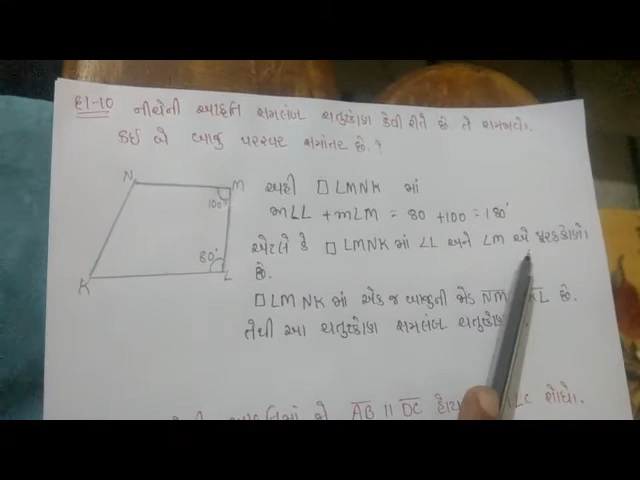 દા-10 નીચેની આકૃતિ સમલંબ ચતુષ્કોણ કેવી રીતે છે તે સમજાવો.
કઈ બે બાજુ પરસ્પર સમાંતર છે.?
N
M
100°
80°
K
L
અહી □LMNK માં
m∠L + m∠M = 80 + 100 = 180°
એટલે કે □LMNK માં ∠L અને ∠M એ પૂરકકોણો
છે.
□LMNK માં એક જ બાજુની જોડ NM KL છે.
તેથી આ ચતુષ્કોણ સમલંબ ચતુષ્કોણ
AB || DC શોધો.